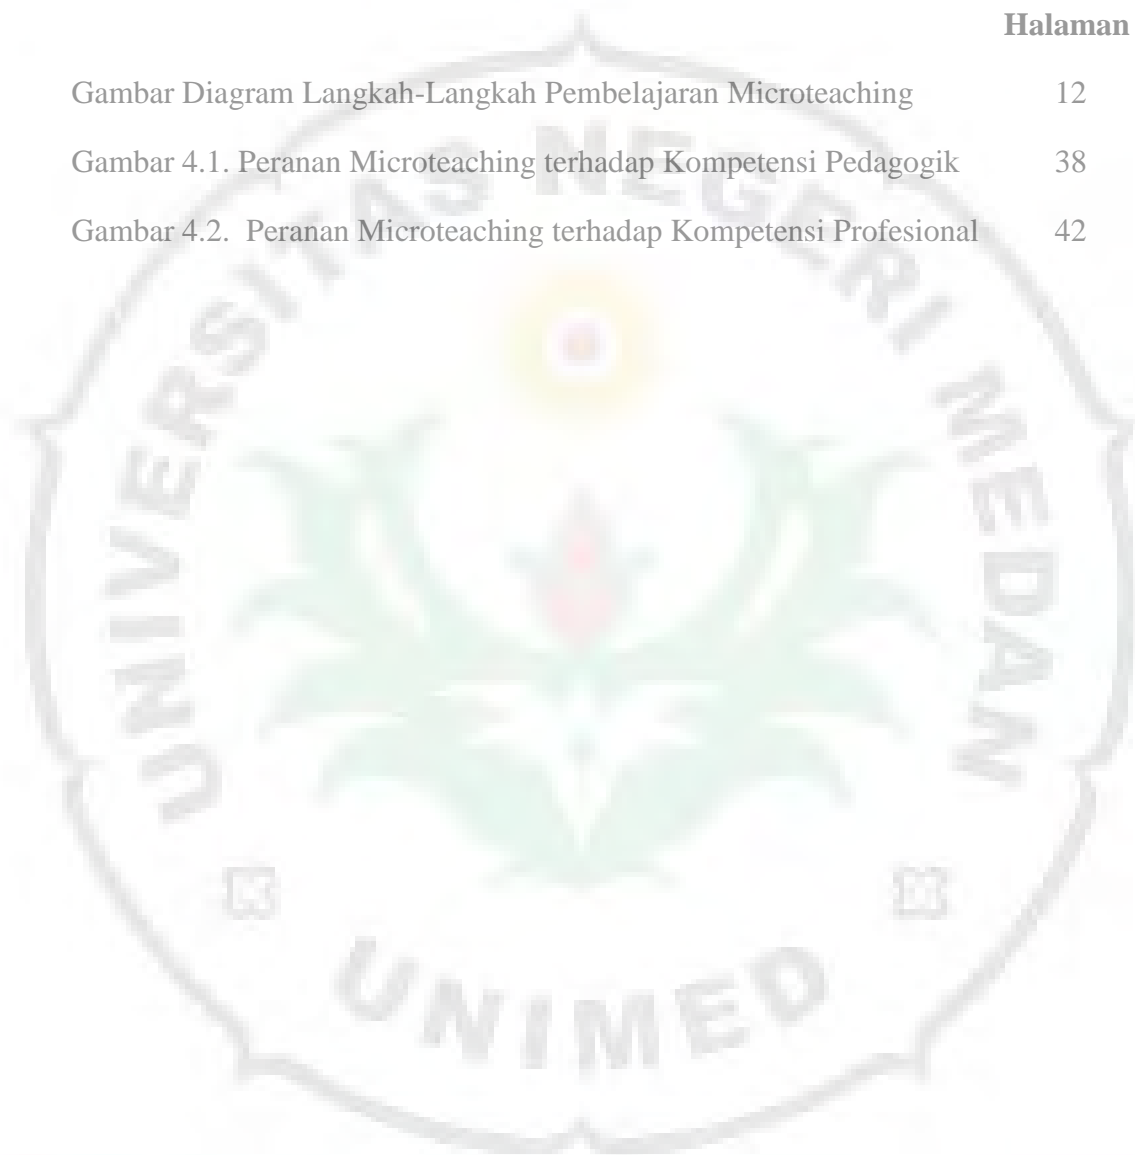 Halaman
Gambar Diagram Langkah-Langkah Pembelajaran Microteaching 12
Gambar 4.1. Peranan Microteaching terhadap Kompetensi Pedagogik 38
Gambar 4.2. Peranan Microteaching terhadap Kompetensi Profesional 42
UNIVERSITAS NEGERI MEDAN
UNIMED